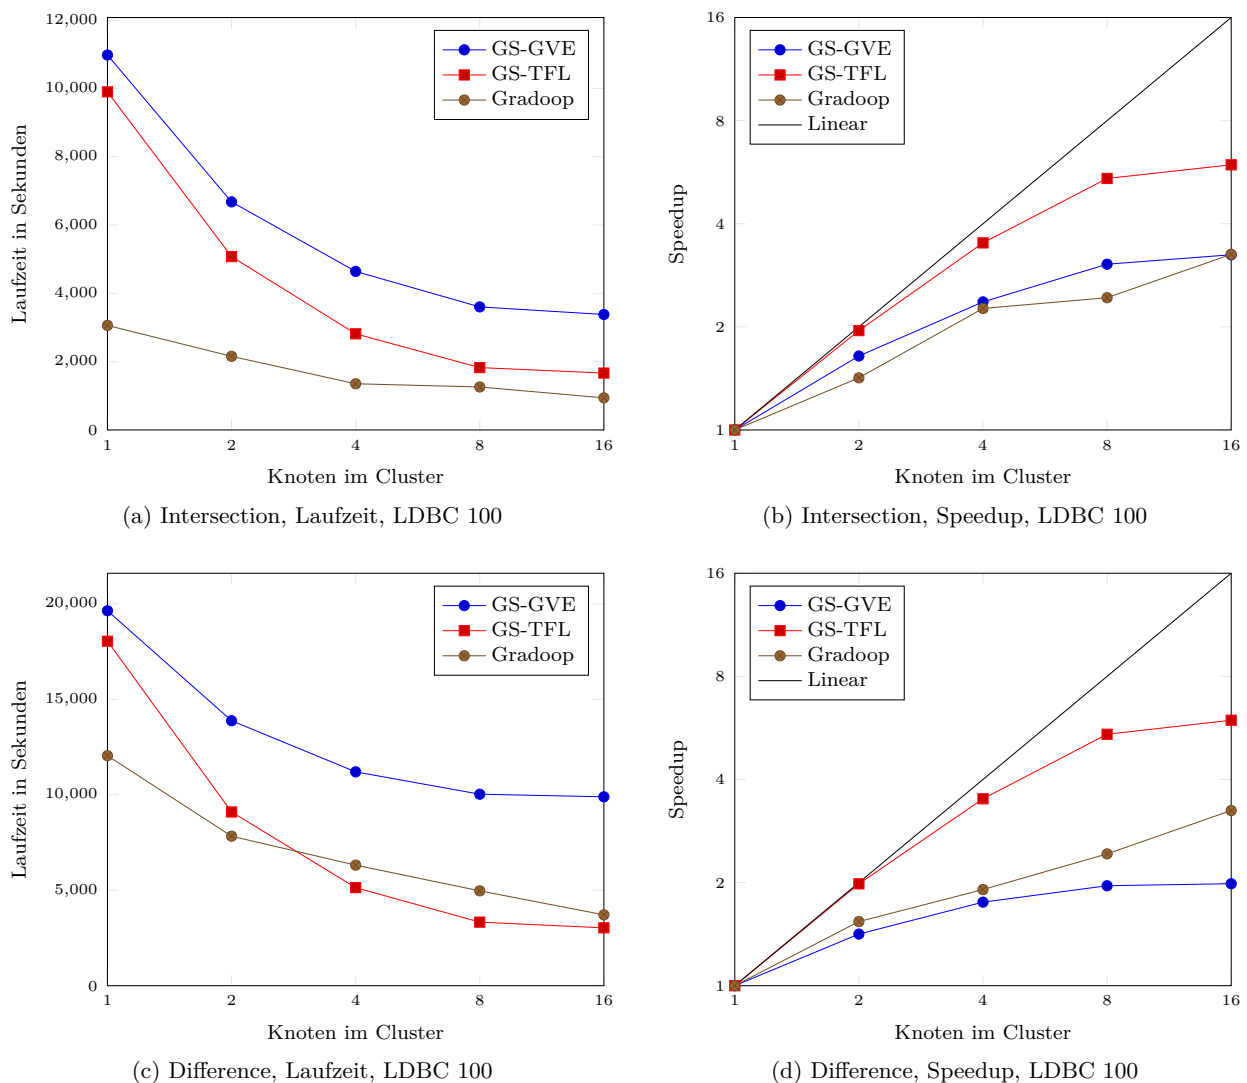 12,000
10,000
8,000
6,000
4,000
2,000
0
1
2
4
8
16
Laufzeit in Sekunden
Knoten im Cluster
GS-GVE
GS-TFL
Gradoop
(a) Intersection, Laufzeit, LDBC 100
16
8
4
2
1
1
2
4
8
16
Speedup
Knoten im Cluster
GS-GVE
GS-TFL
Gradoop
Linear
(b) Intersection, Speedup, LDBC 100
20,000
15,000
10,000
5,000
0
1
2
4
8
16
Laufzeit in Sekunden
Knoten im Cluster
GS-GVE
GS-TFL
Gradoop
(c) Difference, Laufzeit, LDBC 100
16
8
4
2
1
1
2
4
8
16
Speedup
Knoten im Cluster
GS-GVE
GS-TFL
Gradoop
Linear
(d) Difference, Speedup, LDBC 100